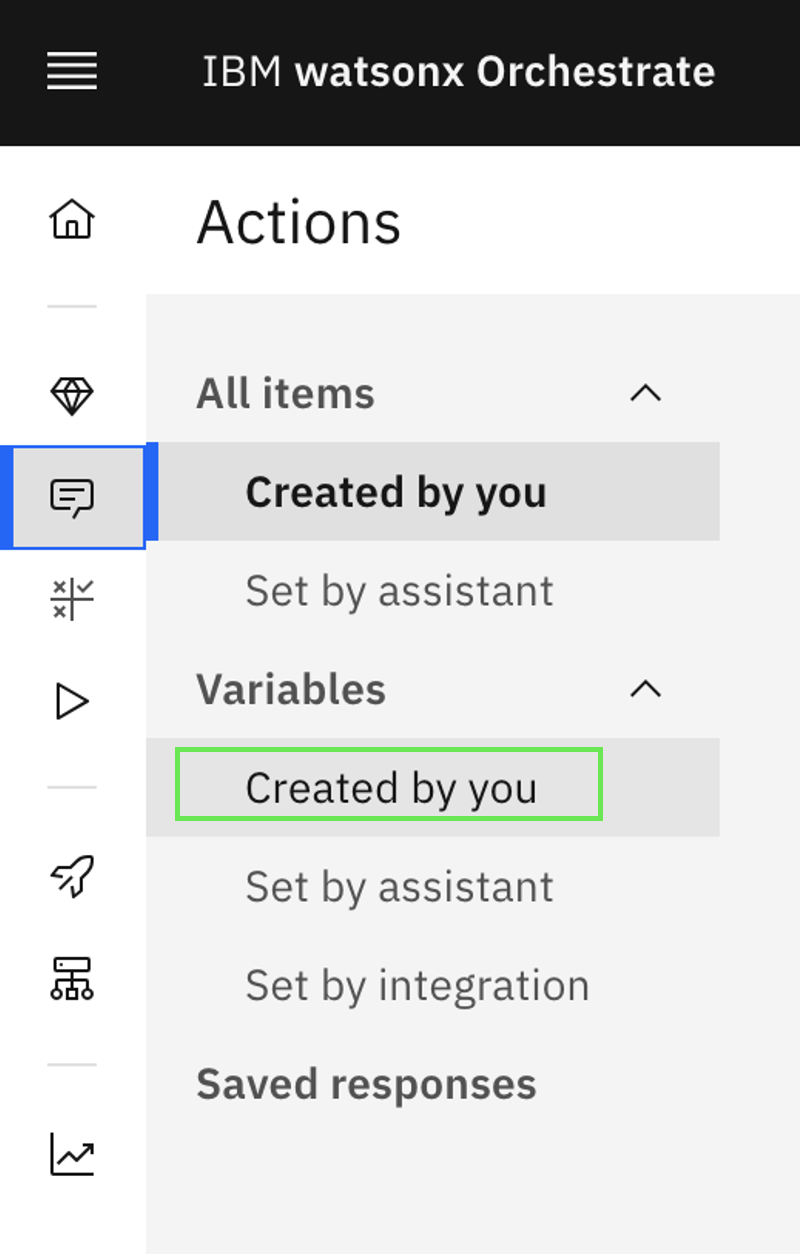 IBM watsonx Orchestrate
Actions
All items
Created by you
Set by assistant
Variables
Created by you
Set by assistant
Set by integration
Saved responses